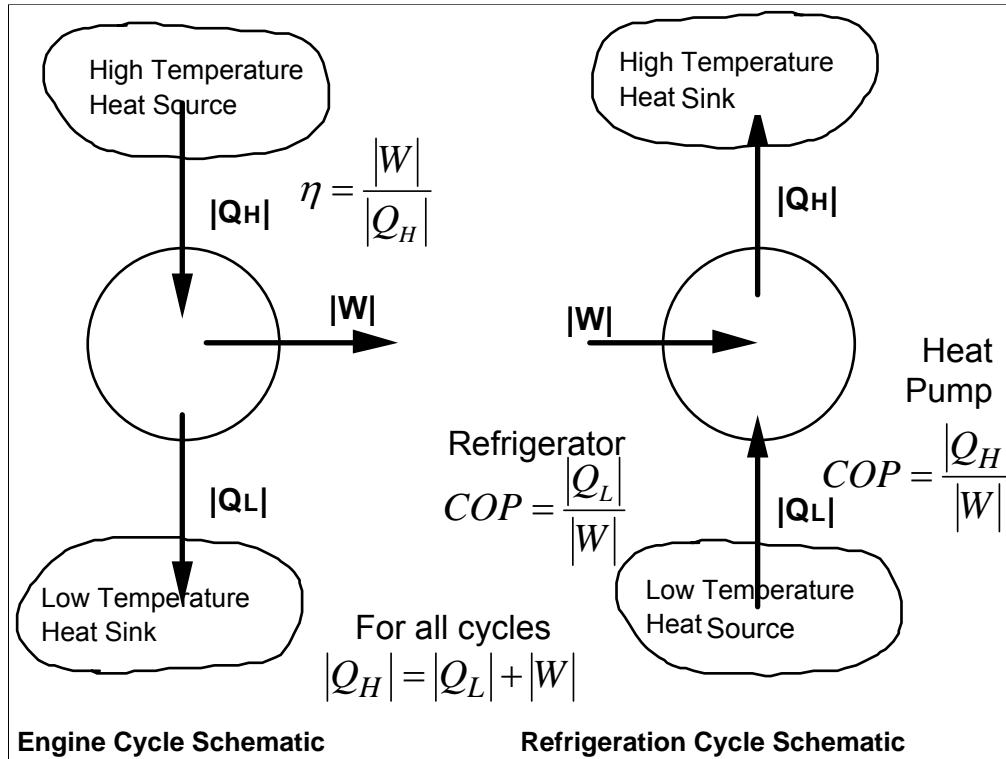 High Temperature
Heat Source
|QH|
η = |W| / |QH|
|W|
|QL|
Low Temperature
Heat Sink
Engine Cycle Schematic
For all cycles
|QH| = |QL| + |W|
High Temperature
Heat Sink
|QH|
|W|
Refrigerator
COP = |QL| / |W|
Heat
Pump
COP = |QH / |W|
|QL|
Low Temperature
Heat Source
Refrigeration Cycle Schematic